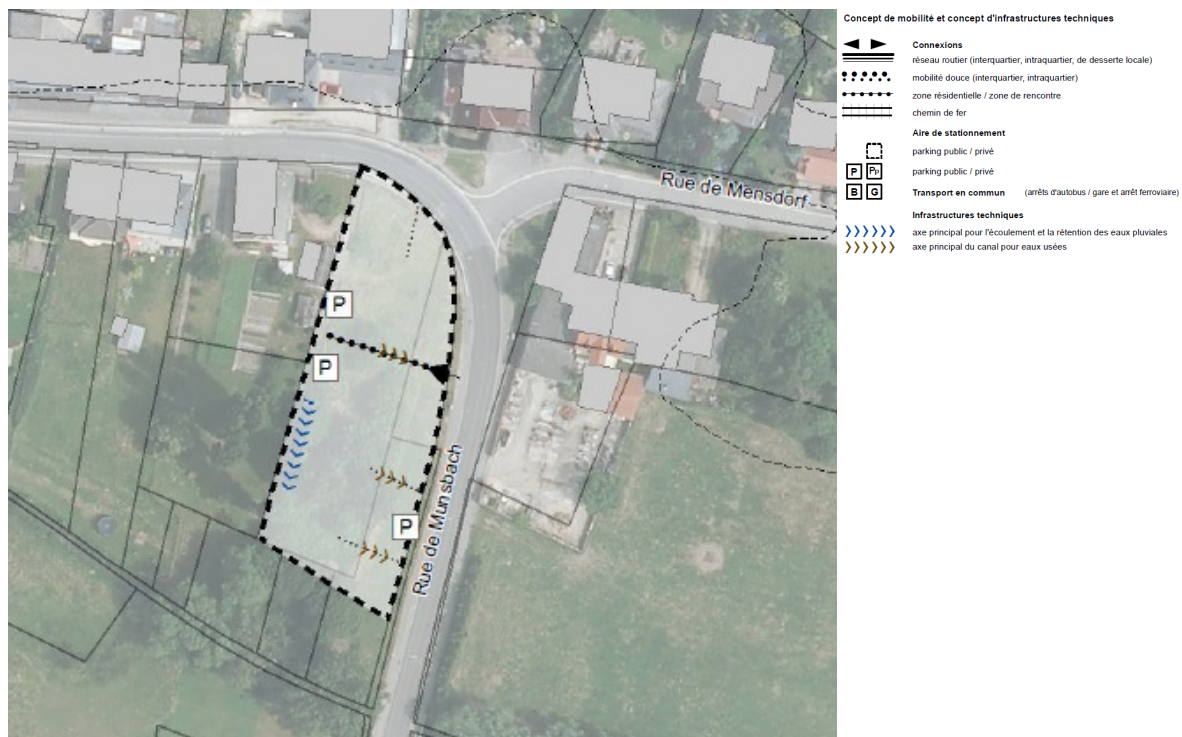 Rue de Mensdorf
P
P
P
Rue de Munsbach
Concept de mobilité et concept d'infrastructures techniques
Connexions
réseau routier (interquartier, intraquartier, de desserte locale)
mobilité douce (interquartier, intraquartier)
zone résidentielle / zone de rencontre
chemin de fer
Aire de stationnement
parking public / privé
P Pp parking public / privé
B G Transport en commun (arrêts d'autobus / gare et arrêt ferroviaire)
Infrastructures techniques
axe principal pour l'écoulement et la rétention des eaux pluviales
axe principal du canal pour eaux usées